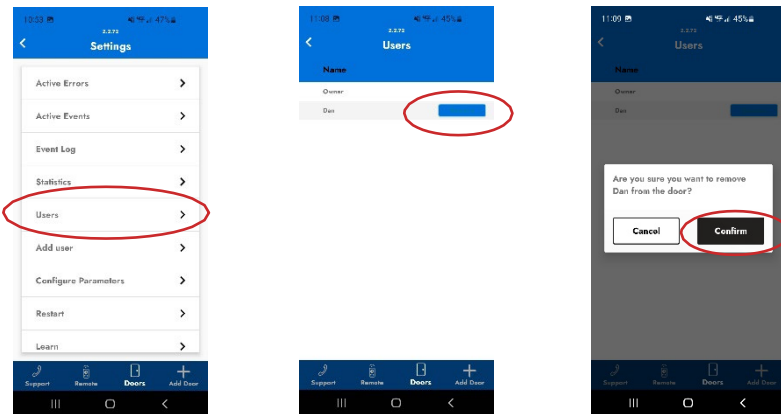 10:53 47%
2.2.72
Settings
Active Errors
Active Events
Event Log
Statistics
Users
Add user
Configure Parameters
Restart
Learn
Support Remote Doors Add Door
11:08 45%
2.2.72
Users
Name
Owner
Dan
Support Remote Doors Add Door
11:09 45%
2.2.72
Users
Name
Owner
Dan
Are you sure you want to remove
Dan from the door?
Cancel Confirm
Support Remote Doors Add Door